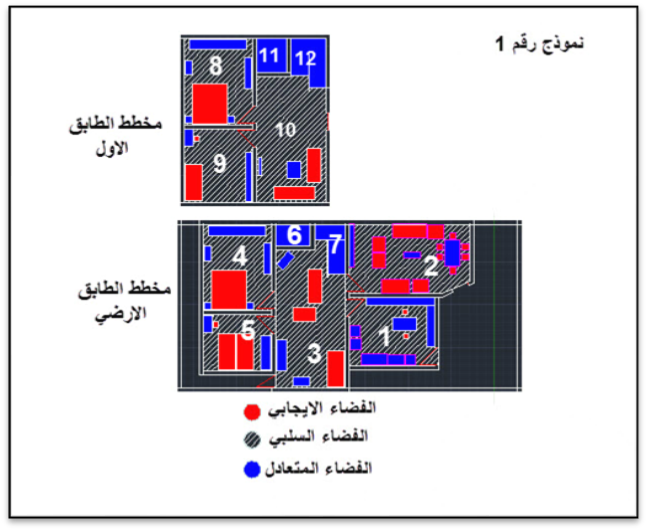 نموذج رقم 1
11
12
8
مخطط الطابق
الاول
10
9
6
7
4
2
مخطط الطابق
الارضي
5
1
3
الفضاء الايجابي
الفضاء السلبي
الفضاء المتعادل